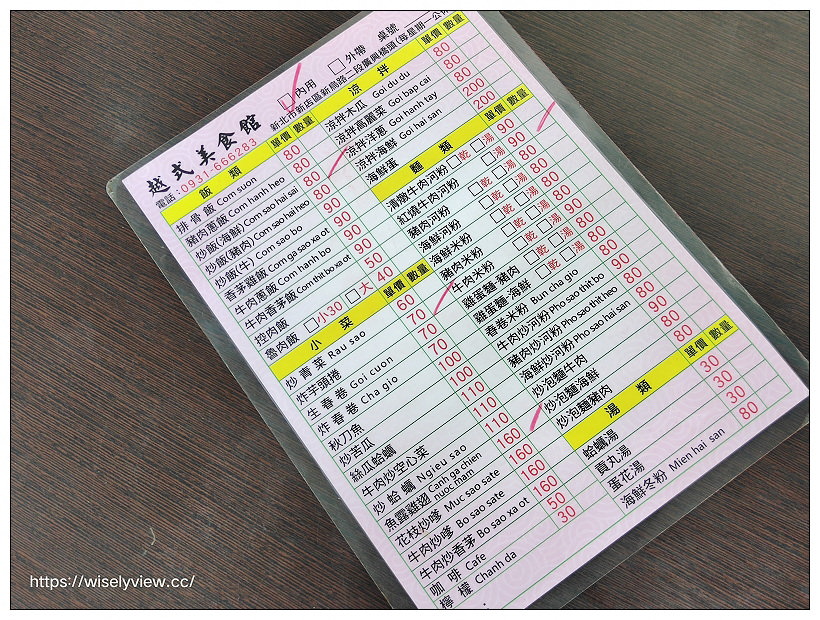 越式美食館
□內用 □外帶 桌號
電話:0931-666283
新北市新店區新烏路一段廣興橋頭(每星期一公休
飯 類 單價 數量
排骨飯 Com suon 80
豬肉蔥飯 Com hanh heo 80
炒飯(海鮮) Com sao hai sai 80
炒飯(豬肉) Com sao hai heo 80
炒飯(牛) Com sao bo 90
香茅雞飯 Com ga sao xa ot 90
牛肉蔥飯 Com hanh bo 90
牛肉香茅飯 Com thit bo xa ot 90
控肉飯 50
魯肉飯 □小30 □大 40
小 菜 單價 數量
炒青菜 Rau sao 60
炸芋頭捲 70
生春卷 Goi cuon 70
炸春卷 Cha gio 70
秋刀魚 100
炒苦瓜 100
絲瓜蛤蠣 110
牛肉炒空心菜 110
炒蛤蠣 Ngieu sao 110
魚露雞翅 Canh ga chien nuoc mam 160
花枝炒嗲 Muc sao sate 160
牛肉炒嗲 Bo sao sate 160
牛肉炒香茅 Bo sao xa ot 160
咖啡 Cafe 50
檸檬 Chanh da 30
涼 拌 單價 數量
涼拌木瓜 Goi du du 80
涼拌高麗菜 Goi bap cai 80
涼拌洋蔥 Goi hanh tay 80
涼拌海鮮 Goi hai san 200
海鮮蛋 200
麵 類 單價 數量
清燉牛肉河粉 □乾 □湯 90
紅燒牛肉河粉 □乾 □湯 90
豬肉河粉 □乾 □湯 80
海鮮河粉 □乾 □湯 80
海鮮米粉 □乾 □湯 80
豬肉米粉 □乾 □湯 80
牛肉米粉 □乾 □湯 90
雞蛋麵 豬肉 □乾 □湯 80
雞蛋麵 海鮮 □乾 □湯 80
春卷米粉 Bun cha gio 80
牛肉炒河粉 Pho sao thit bo 90
豬肉炒河粉 Pho sao thit heo 80
海鮮炒河粉 Pho sao hai san 80
炒泡麵牛肉 90
炒泡麵海鮮 80
炒泡麵豬肉 80
湯 類 單價 數量
蛤蠣湯 30
貢丸湯 30
蛋花湯 30
海鮮冬粉 Mien hai san 80
https://wiselyview.cc/